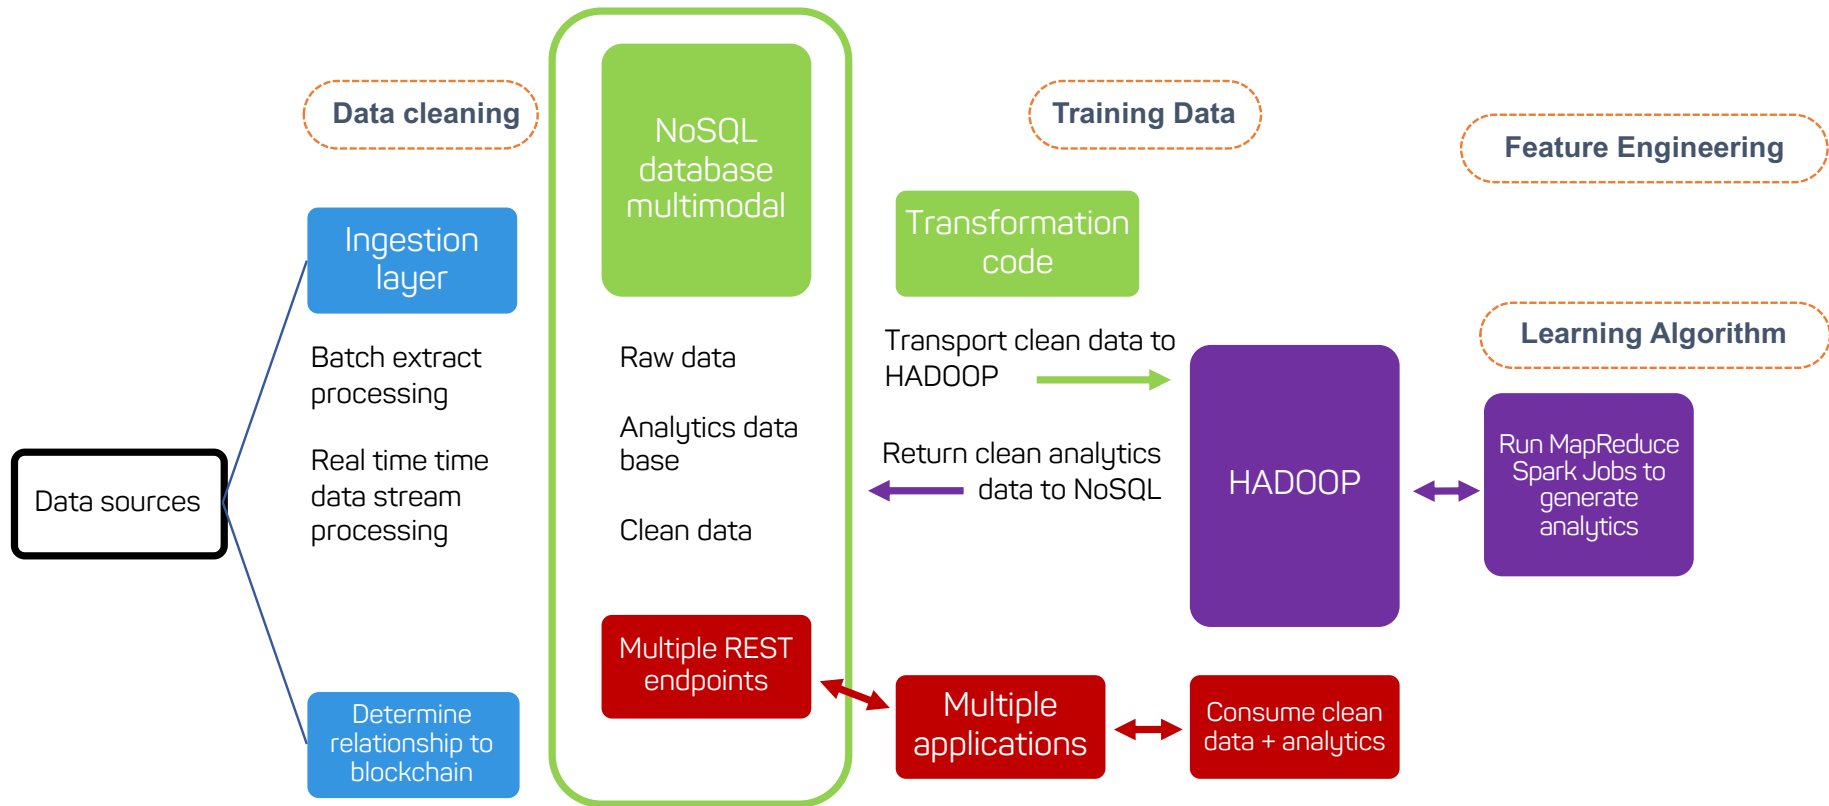 Data cleaning
Training Data
Feature Engineering
Learning Algorithm
Data sources
Ingestion
layer
Batch extract
processing
Real time time
data stream
processing
Determine
relationship to
blockchain
NoSQL
database
multimodal
Raw data
Analytics data
base
Clean data
Multiple REST
endpoints
Transformation
code
Transport clean data to
HADOOP
Return clean analytics
data to NoSQL
HADOOP
Run MapReduce
Spark Jobs to
generate
analytics
Multiple
applications
Consume clean
data + analytics